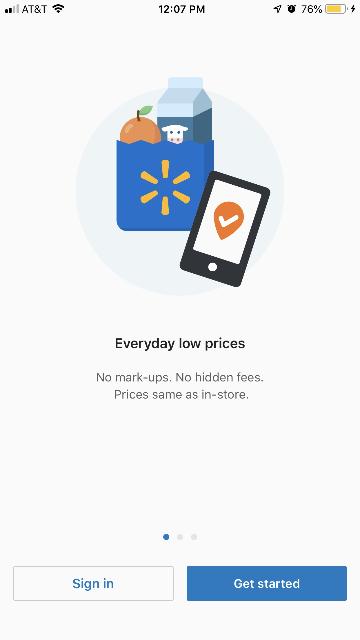 AT&T 12:07 PM 76%
Everyday low prices
No mark-ups. No hidden fees.
Prices same as in-store.
Sign in Get started